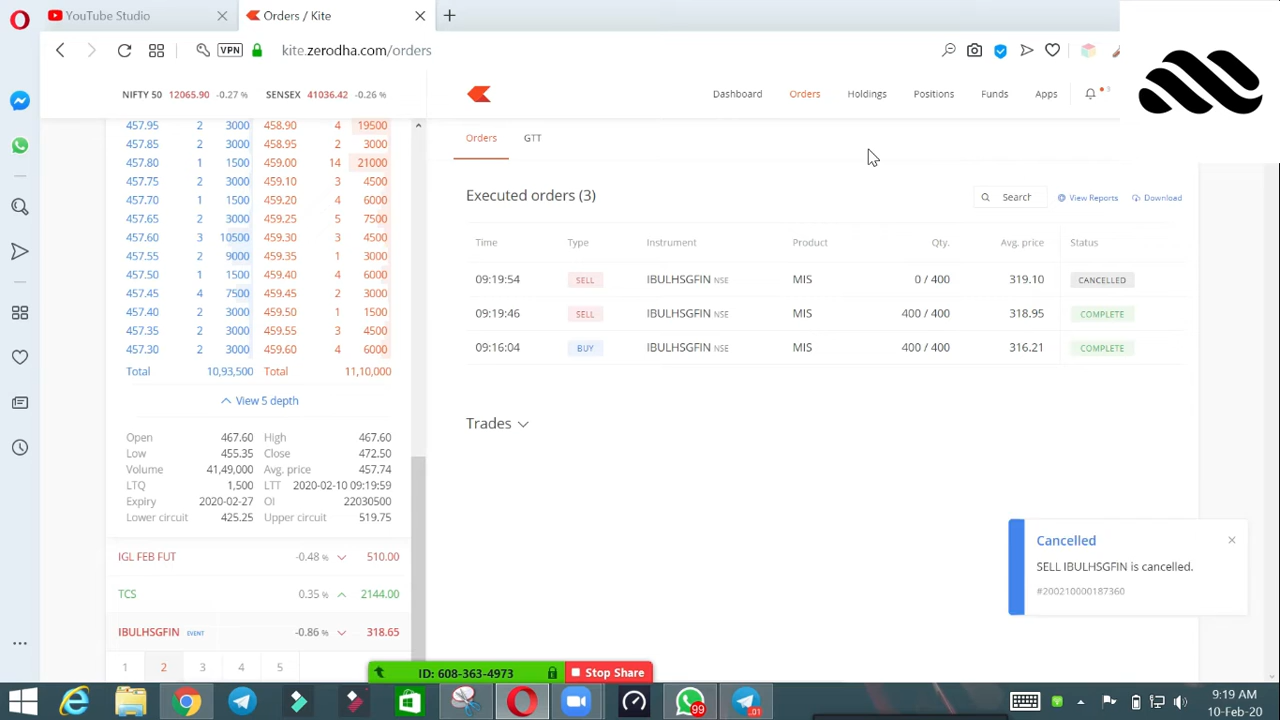 YouTube Studio
Orders / Kite
VPN
kite.zerodha.com/orders
NIFTY 50 12065.90 -0.27 % SENSEX 41036.42 -0.26 %
Dashboard Orders Holdings Positions Funds Apps 3
457.95 2 3000 458.90 4 19500
457.85 2 3000 458.95 2 3000
457.80 1 1500 459.00 14 21000
457.75 2 3000 459.10 3 4500
457.70 1 1500 459.20 4 6000
457.65 2 3000 459.25 5 7500
457.60 3 10500 459.30 3 4500
457.55 2 9000 459.35 1 3000
457.50 1 1500 459.40 4 6000
457.45 4 7500 459.45 2 3000
457.40 2 3000 459.50 1 1500
457.35 2 3000 459.55 3 4500
457.30 2 3000 459.60 4 6000
Total 10,93,500 Total 11,10,000
View 5 depth
Open 467.60 High 467.60
Low 455.35 Close 472.50
Volume 41,49,000 Avg. price 457.74
LTQ 1,500 LTT 2020-02-10 09:19:59
Expiry 2020-02-27 OI 22030500
Lower circuit 425.25 Upper circuit 519.75
IGL FEB FUT -0.48 % 510.00
TCS 0.35 % 2144.00
IBULHSGFIN EVENT -0.86 % 318.65
1 2 3 4 5
Orders GTT
Executed orders (3)
Search View Reports Download
Time Type Instrument Product Qty. Avg. price Status
09:19:54 SELL IBULHSGFIN NSE MIS 0 / 400 319.10 CANCELLED
09:19:46 SELL IBULHSGFIN NSE MIS 400 / 400 318.95 COMPLETE
09:16:04 BUY IBULHSGFIN NSE MIS 400 / 400 316.21 COMPLETE
Trades
Cancelled
SELL IBULHSGFIN is cancelled.
#200210000187360
ID: 608-363-4973 Stop Share
99
01
9:19 AM
10-Feb-20